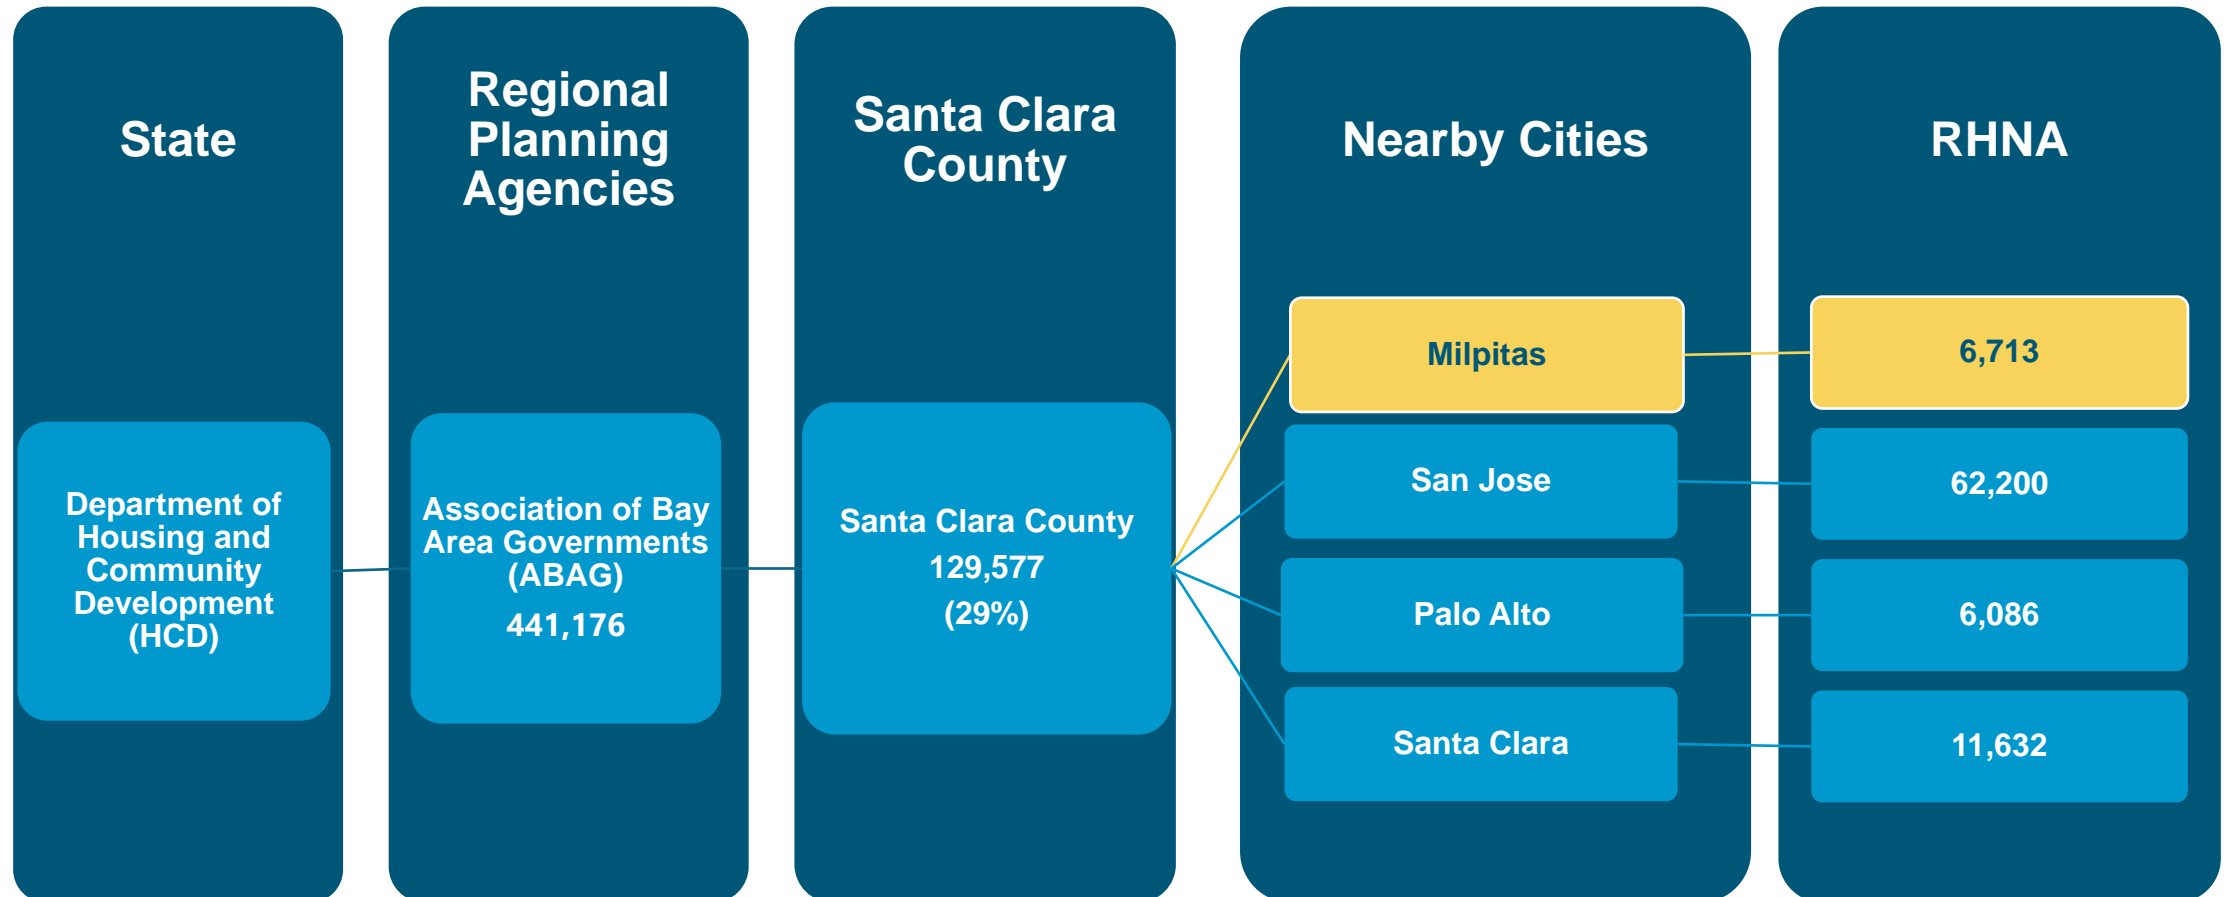 State
Regional
Planning
Agencies
Santa Clara
County
Nearby Cities
RHNA
Department of
Housing and
Community
Development
(HCD)
Association of Bay
Area Governments
(ABAG)
441,176
Santa Clara County
129,577
(29%)
Milpitas
6,713
San Jose
62,200
Palo Alto
6,086
Santa Clara
11,632